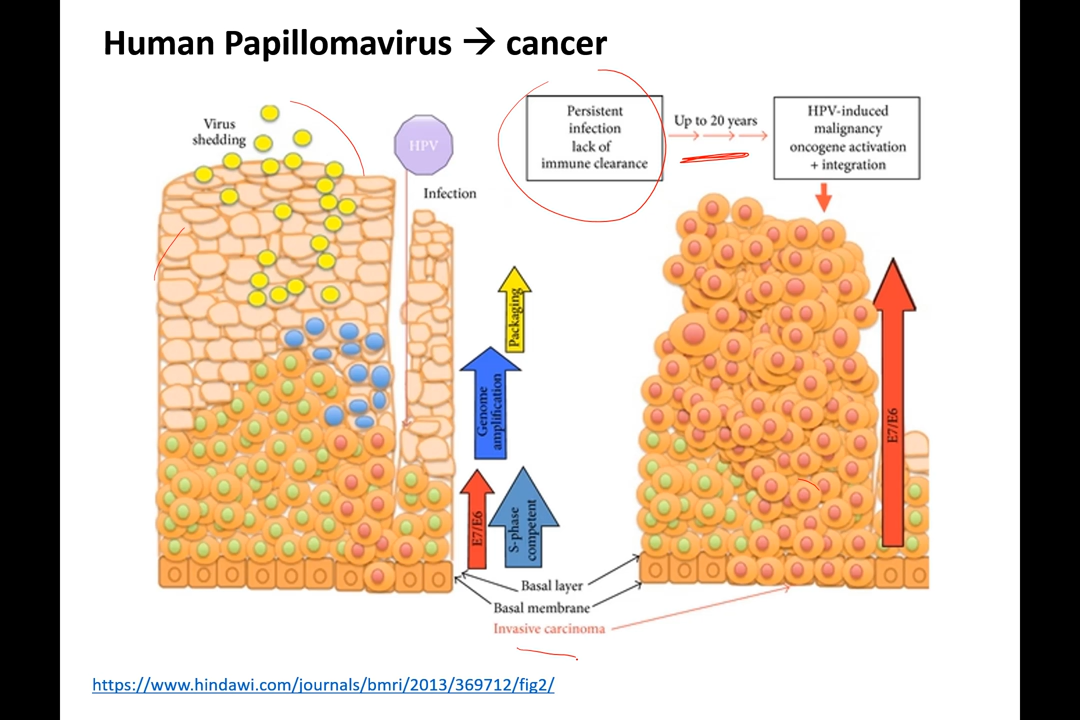 Human Papillomavirus → cancer
Virus
shedding
HPV
Infection
Persistent
infection
lack of
immune clearance
Up to 20 years
HPV-induced
malignancy
oncogene activation
+ integration
Packaging
Genome
amplification
E7/E6
S-phase
competent
E7/E6
Basal layer
Basal membrane
Invasive carcinoma
https://www.hindawi.com/journals/bmri/2013/369712/fig2/